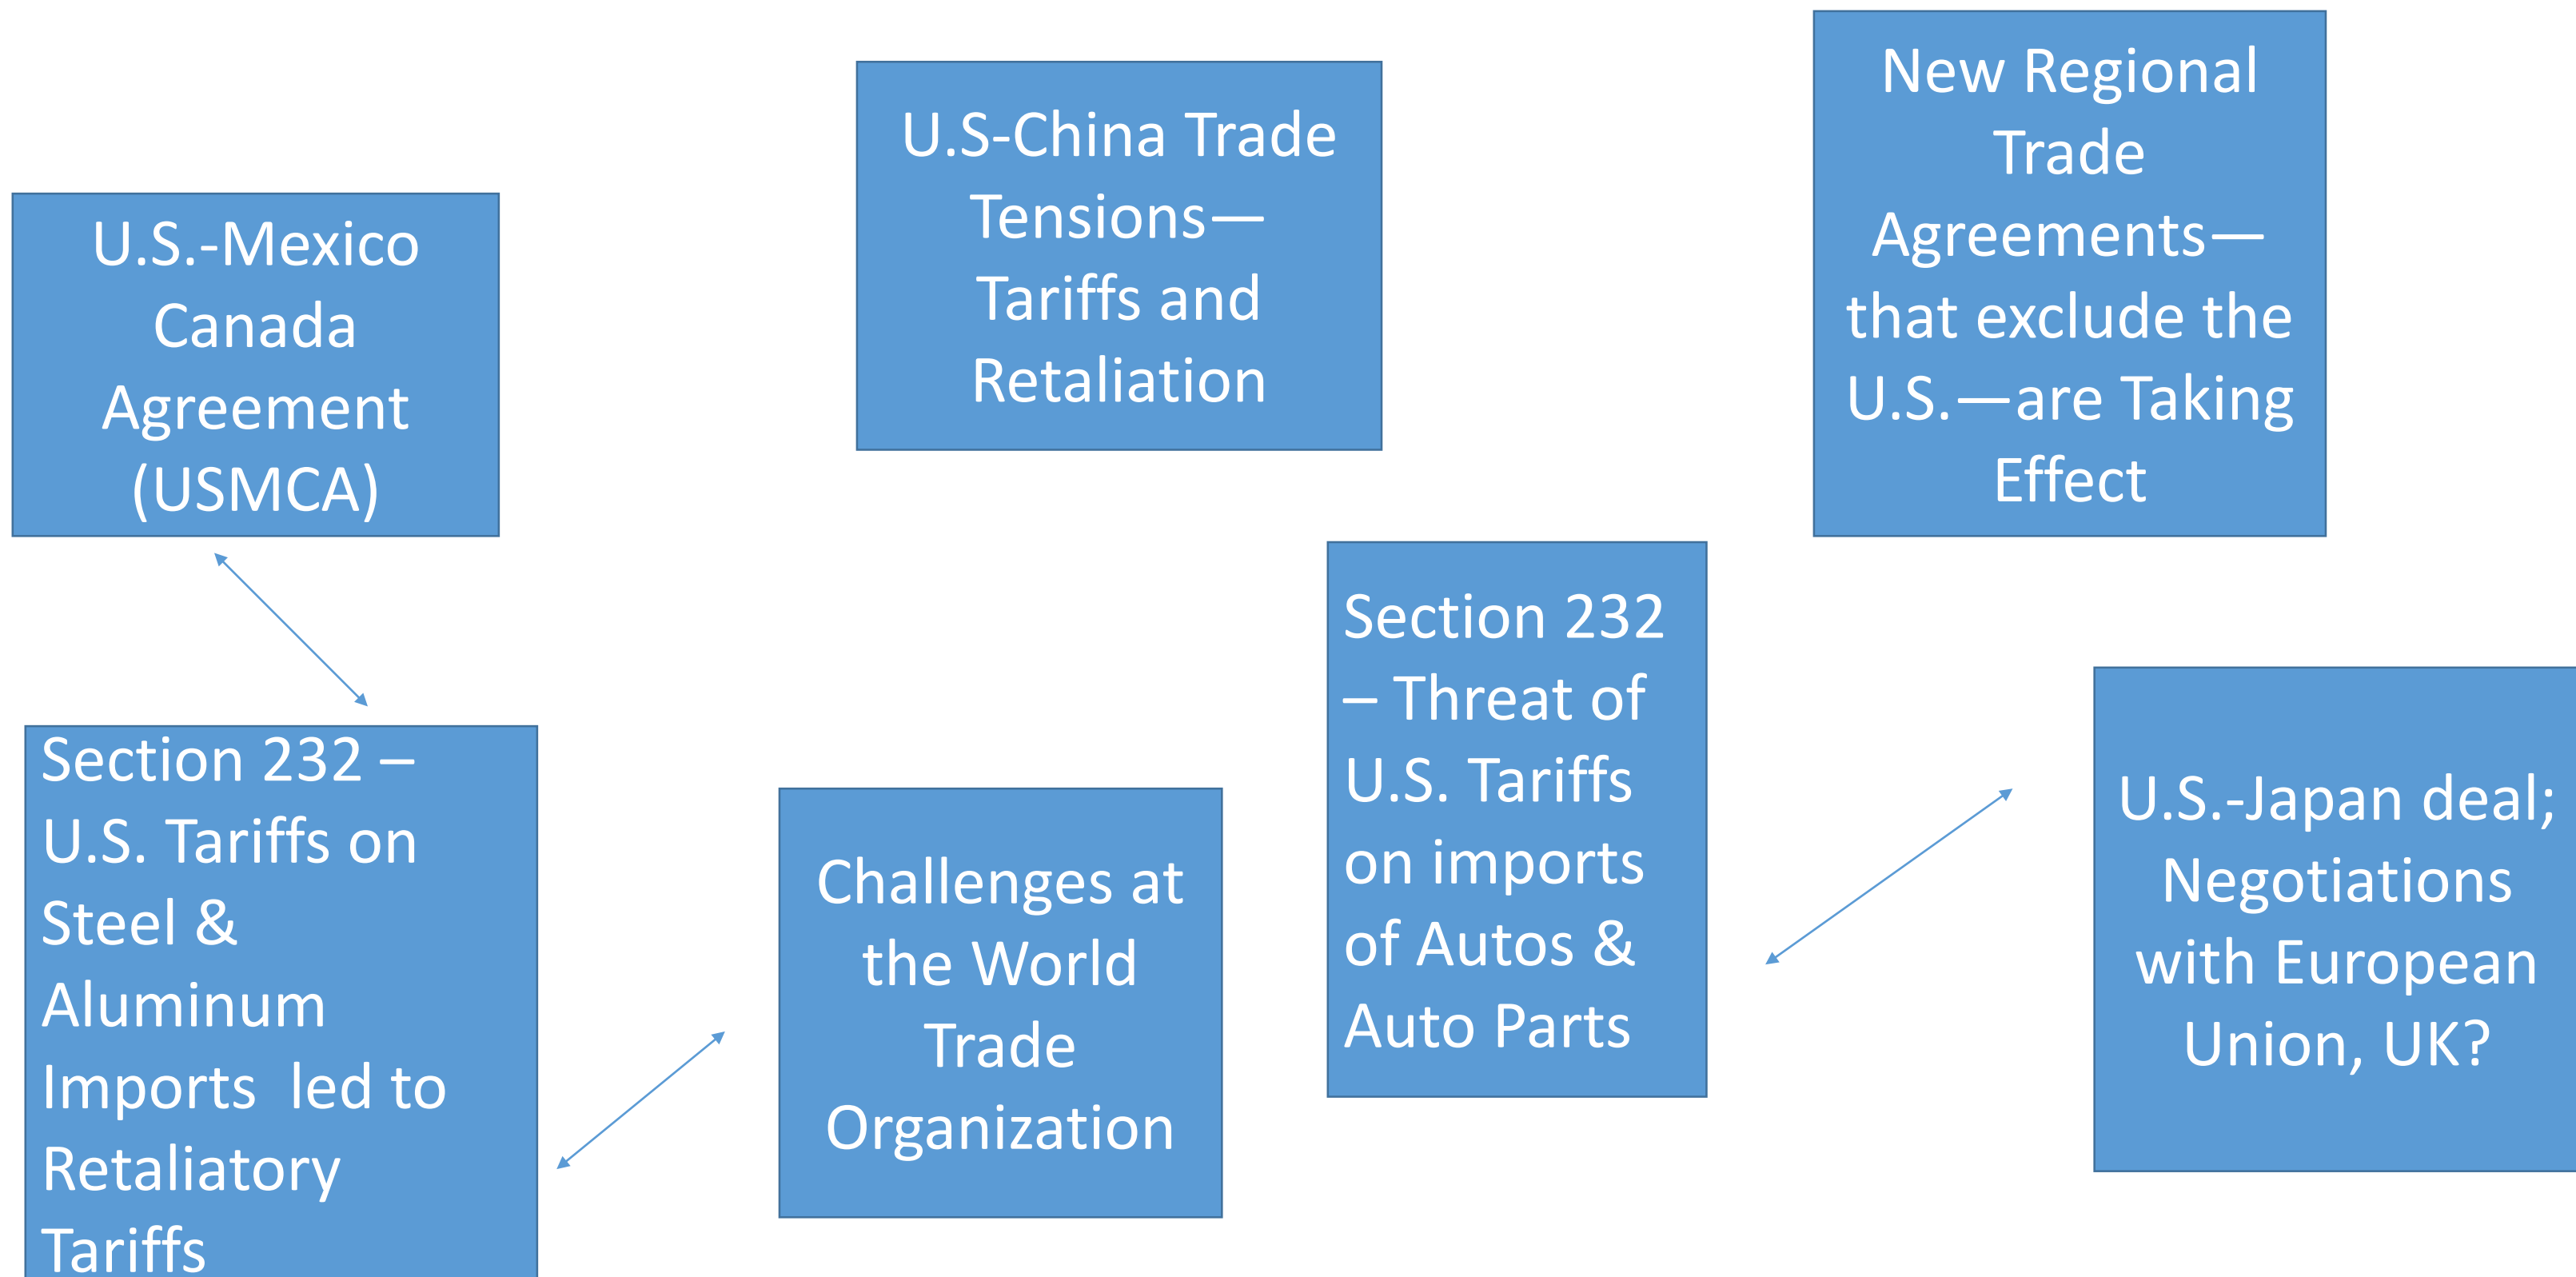 U.S.-Mexico
Canada
Agreement
(USMCA)
U.S-China Trade
Tensions—
Tariffs and
Retaliation
New Regional
Trade
Agreements—
that exclude the
U.S.—are Taking
Effect
Section 232 –
U.S. Tariffs on
Steel &
Aluminum
Imports  led to
Retaliatory
Tariffs
Challenges at
the World
Trade
Organization
Section 232
– Threat of
U.S. Tariffs
on imports
of Autos &
Auto Parts
U.S.-Japan deal;
Negotiations
with European
Union, UK?